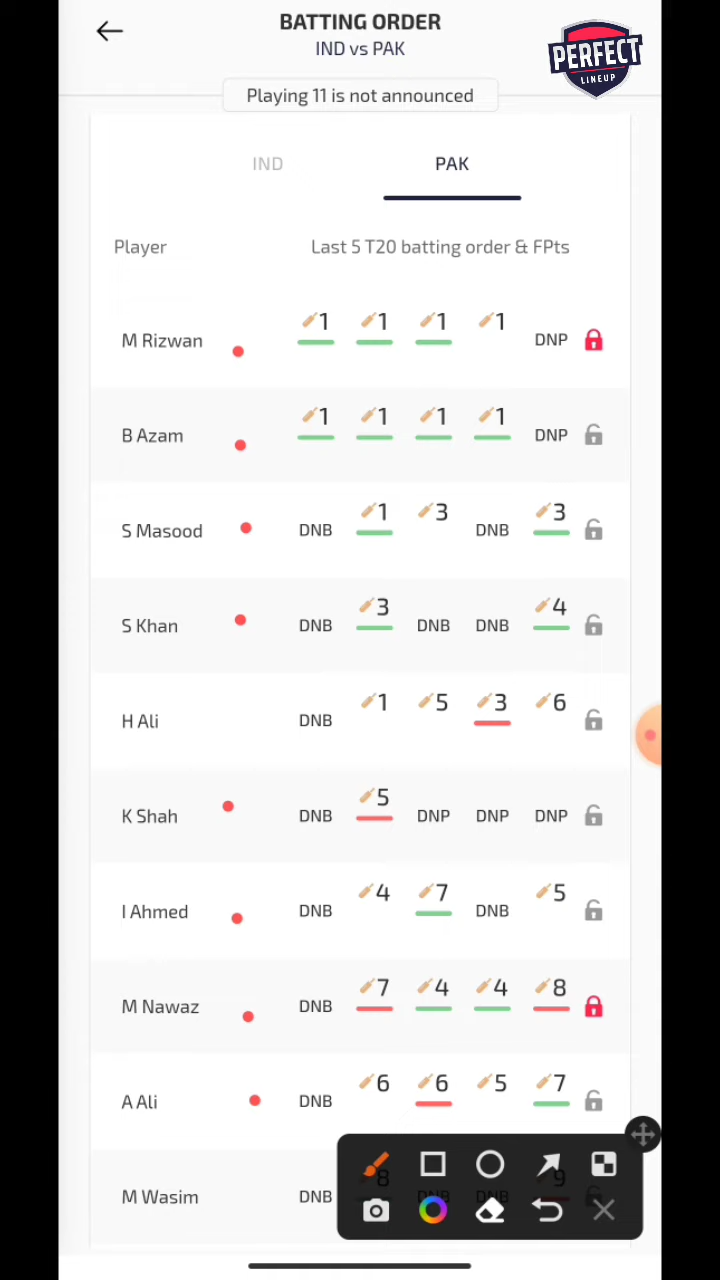 BATTING ORDER
IND vs PAK
PERFECT
LINEUP
Playing 11 is not announced
IND PAK
Player Last 5 T20 batting order & FPts
M Rizwan 1 1 1 1 DNP
B Azam 1 1 1 1 DNP
S Masood DNB 1 3 DNB 3
S Khan DNB 3 DNB DNB 4
H Ali DNB 1 5 3 6
K Shah DNB 5 DNP DNP DNP
I Ahmed DNB 4 7 DNB 5
M Nawaz DNB 7 4 4 8
A Ali DNB 6 6 5 7
M Wasim DNB 8 DNB DNB 9